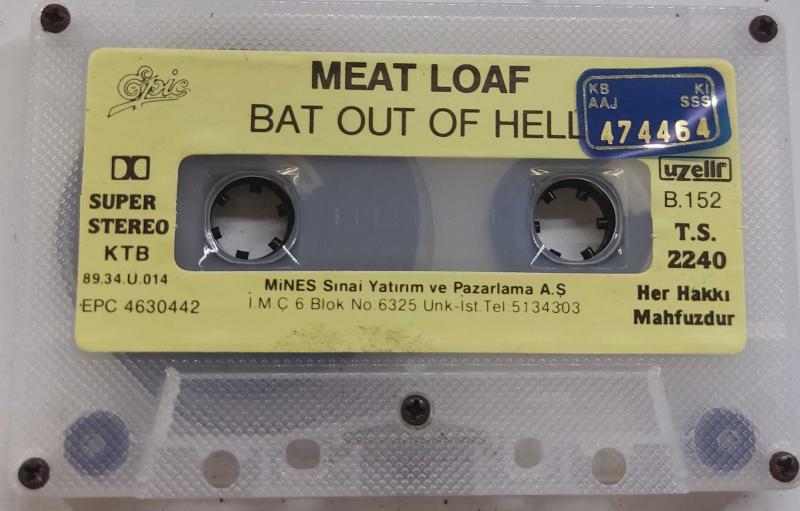 Epic
MEAT LOAF
BAT OUT OF HELL
KB KI
AAJ SSS
474464
SUPER
STEREO
KTB
89.34.U.014
EPC 4630442
uzelli
B.152
T.S.
2240
Her Hakkı
Mahfuzdur
MiNES Sınai Yatırım ve Pazarlama A.Ş
İ.M.Ç 6 Blok No:6325 Unk-İst.Tel:5134303